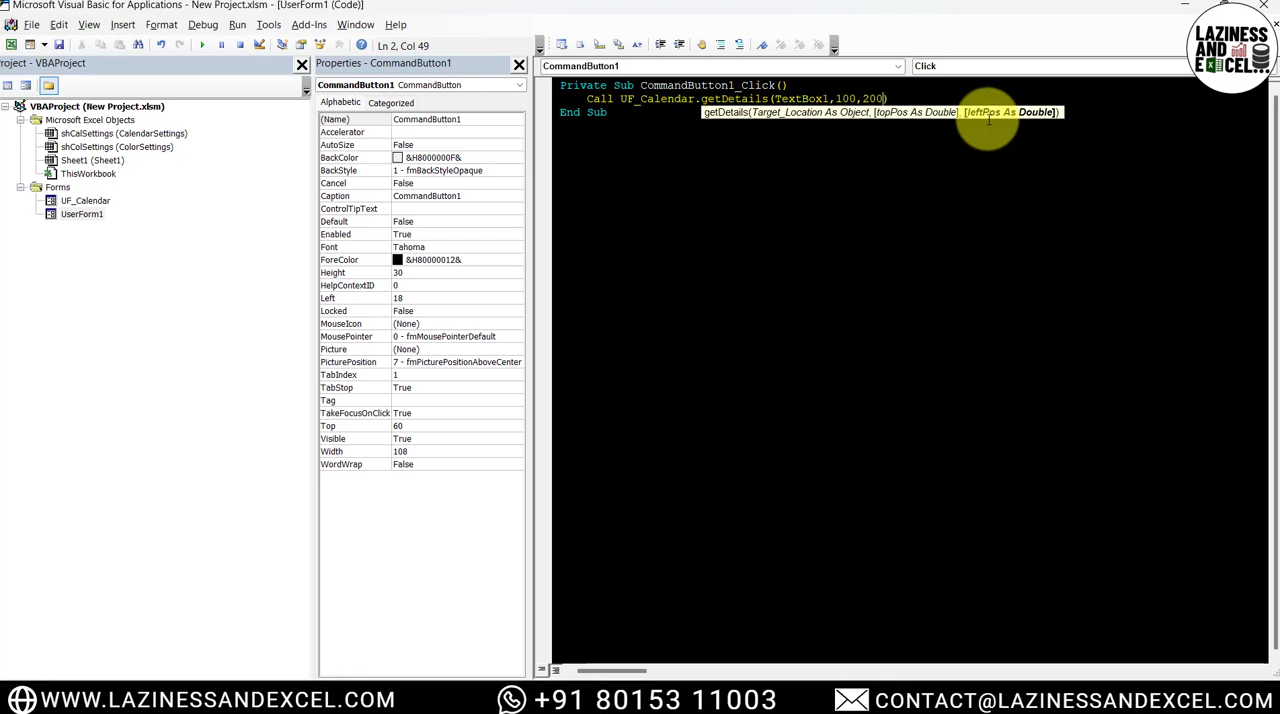 Microsoft Visual Basic for Applications - New Project.xlsm - [UserForm1 (Code)]
File Edit View Insert Format Debug Run Tools Add-Ins Window Help
Ln 2, Col 49
roject - VBAProject
VBAProject (New Project.xlsm)
Microsoft Excel Objects
shCalSettings (CalendarSettings)
shColSettings (ColorSettings)
Sheet1 (Sheet1)
ThisWorkbook
Forms
UF_Calendar
UserForm1
Properties - CommandButton1
CommandButton1 CommandButton
Alphabetic Categorized
(Name) CommandButton1
Accelerator
AutoSize False
BackColor &H8000000F&
BackStyle 1 - fmBackStyleOpaque
Cancel False
Caption CommandButton1
ControlTipText
Default False
Enabled True
Font Tahoma
ForeColor &H80000012&
Height 30
HelpContextID 0
Left 18
Locked False
MouseIcon (None)
MousePointer 0 - fmMousePointerDefault
Picture (None)
PicturePosition 7 - fmPicturePositionAboveCenter
TabIndex 1
TabStop True
Tag
TakeFocusOnClick True
Top 60
Visible True
Width 108
WordWrap False
CommandButton1 Click
Private Sub CommandButton1_Click()
Call UF_Calendar.getDetails(TextBox1,100,200)
getDetails(Target_Location As Object, [topPos As Double], [leftPos As Double])
End Sub
LAZINESS
AND
EXCEL
WWW.LAZINESSANDEXCEL.COM
+91 80153 11003
CONTACT@LAZINESSANDEXCEL.COM